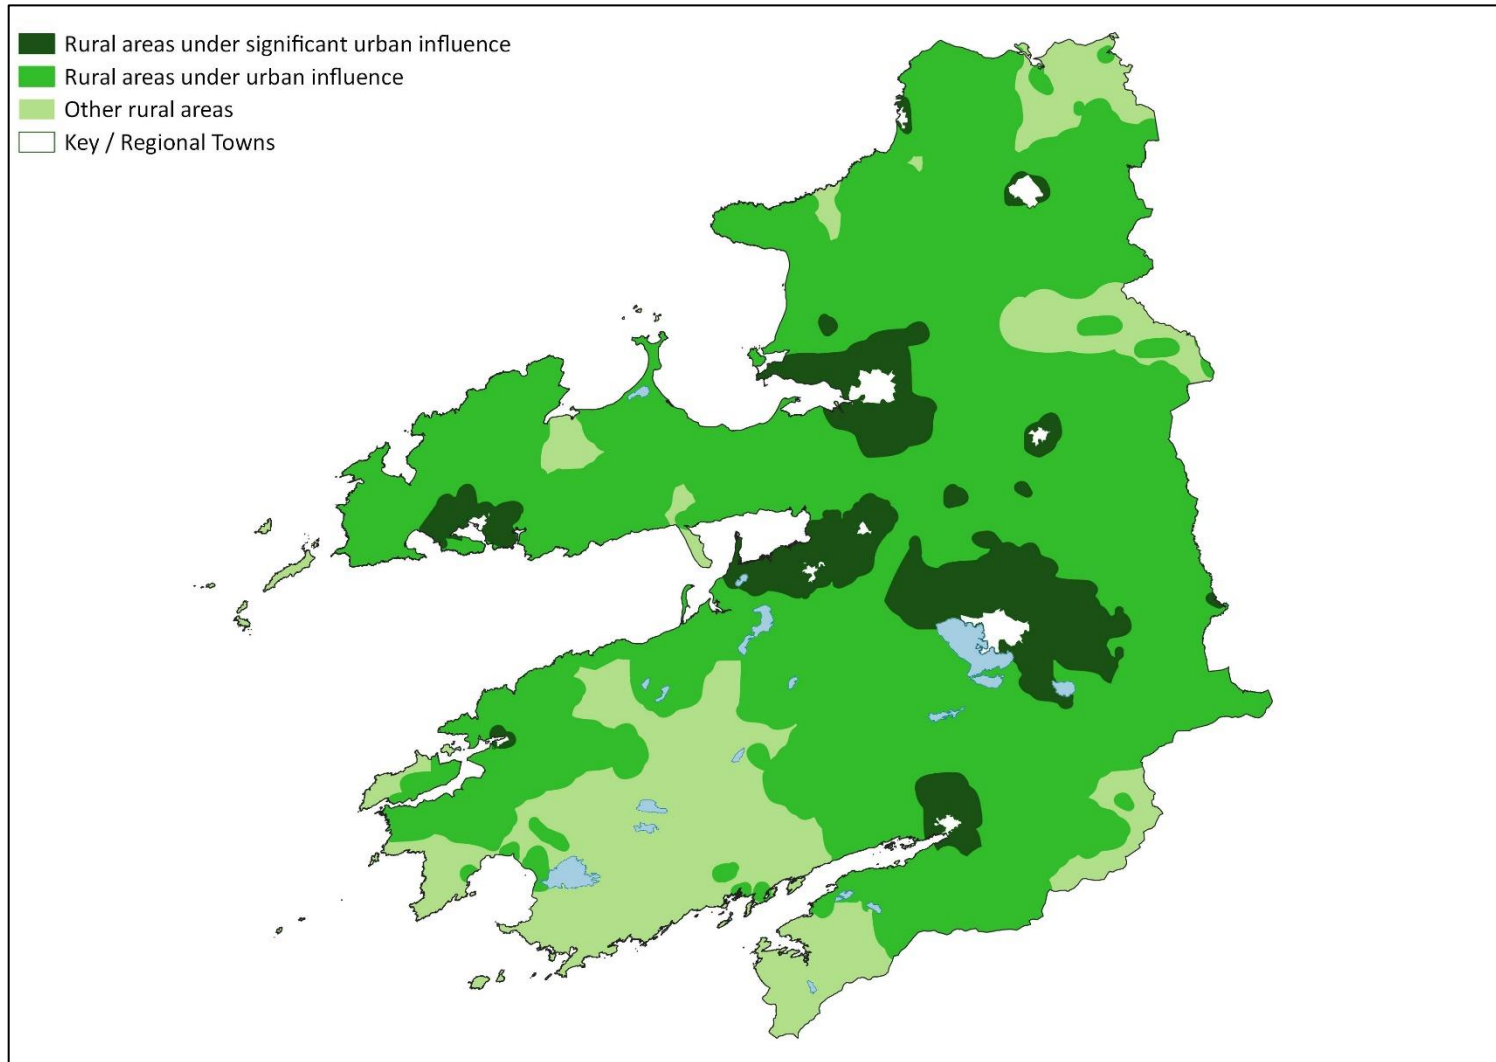 Rural areas under significant urban influence
Rural areas under urban influence
Other rural areas
Key / Regional Towns